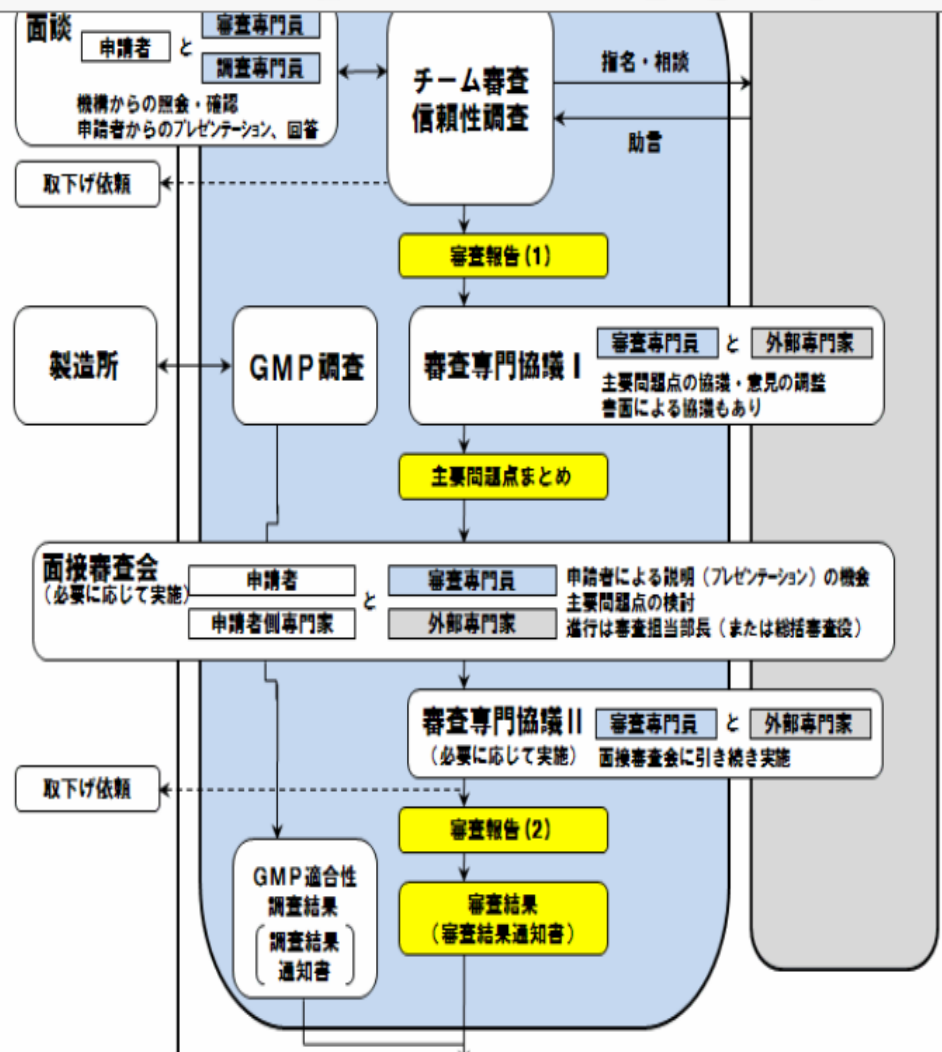 面談
申請者 と 審査専門員
調査専門員
機構からの照会・確認
申請者からのプレゼンテーション、回答
チーム審査
信頼性調査
指名・相談
助言
取下げ依頼
審査報告(1)
製造所
GMP調査
審査専門協議Ⅰ
審査専門員 と 外部専門家
主要問題点の協議・意見の調整
書面による協議もあり
主要問題点まとめ
面接審査会
(必要に応じて実施)
申請者
申請者側専門家
と
審査専門員
外部専門家
申請者による説明(プレゼンテーション)の機会
主要問題点の検討
進行は審査担当部長(または総括審査役)
審査専門協議Ⅱ
(必要に応じて実施)
審査専門員 と 外部専門家
面接審査会に引き続き実施
取下げ依頼
審査報告(2)
GMP適合性
調査結果
調査結果
通知書
審査結果
(審査結果通知書)